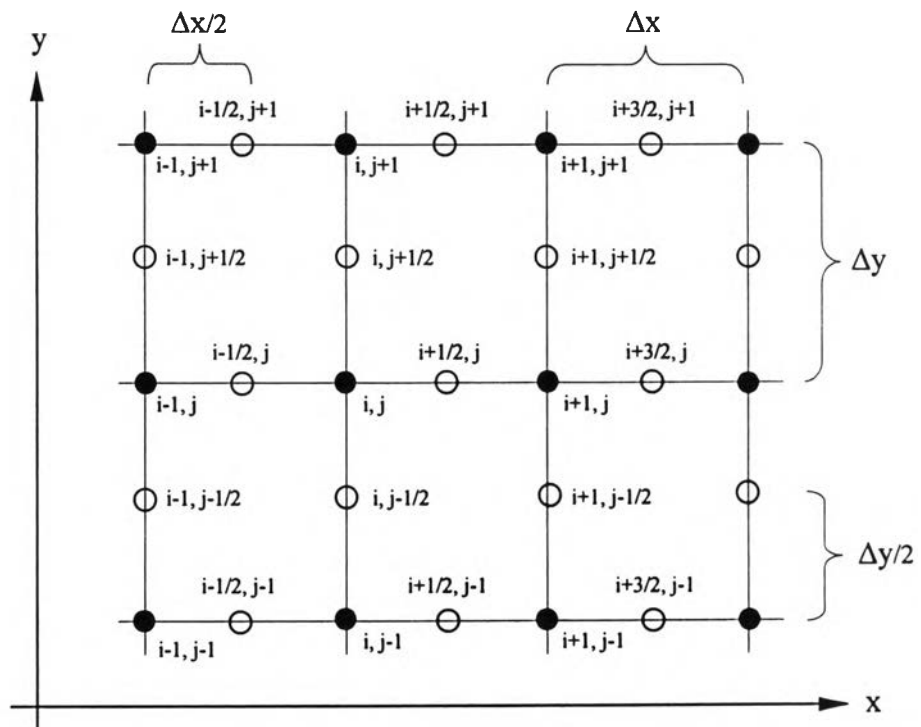 Δx/2
Δx
y
i-1/2, j+1
i+1/2, j+1
i+3/2, j+1
i-1, j+1
i, j+1
i+1, j+1
i-1, j+1/2
i, j+1/2
i+1, j+1/2
Δy
i-1/2, j
i+1/2, j
i+3/2, j
i-1, j
i, j
i+1, j
i-1, j-1/2
i, j-1/2
i+1, j-1/2
Δy/2
i-1/2, j-1
i+1/2, j-1
i+3/2, j-1
i-1, j-1
i, j-1
i+1, j-1
x